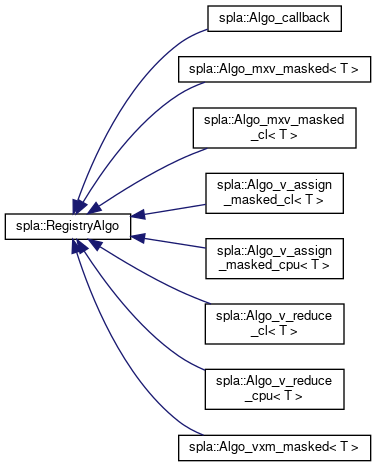 spla::Algo_callback
spla::Algo_mxv_masked< T >
spla::Algo_mxv_masked
_cl< T >
spla::Algo_v_assign
_masked_cl< T >
spla::RegistryAlgo
spla::Algo_v_assign
_masked_cpu< T >
spla::Algo_v_reduce
_cl< T >
spla::Algo_v_reduce
_cpu< T >
spla::Algo_vxm_masked< T >